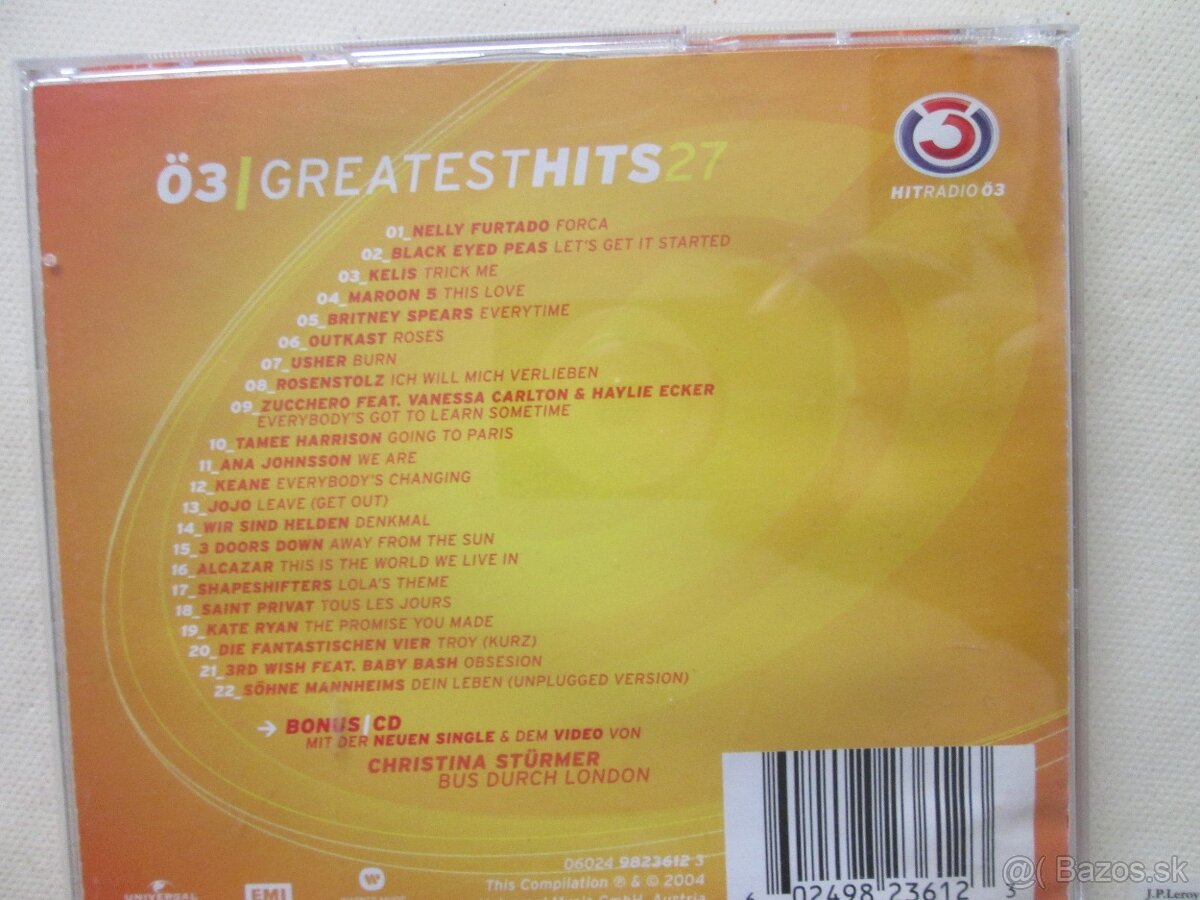 Ö3|GREATESTHITS27
HITRADIO Ö3
01_NELLY FURTADO FORCA
02_BLACK EYED PEAS LET'S GET IT STARTED
03_KELIS TRICK ME
04_MAROON 5 THIS LOVE
05_BRITNEY SPEARS EVERYTIME
06_OUTKAST ROSES
07_USHER BURN
08_ROSENSTOLZ ICH WILL MICH VERLIEBEN
09_ZUCCHERO FEAT. VANESSA CARLTON & HAYLIE ECKER
EVERYBODY'S GOT TO LEARN SOMETIME
10_TAMEE HARRISON GOING TO PARIS
11_ANA JOHNSSON WE ARE
12_KEANE EVERYBODY'S CHANGING
13_JOJO LEAVE (GET OUT)
14_WIR SIND HELDEN DENKMAL
15_3 DOORS DOWN AWAY FROM THE SUN
16_ALCAZAR THIS IS THE WORLD WE LIVE IN
17_SHAPESHIFTERS LOLA'S THEME
18_SAINT PRIVAT TOUS LES JOURS
19_KATE RYAN THE PROMISE YOU MADE
20_DIE FANTASTISCHEN VIER TROY (KURZ)
21_3RD WISH FEAT. BABY BASH OBSESION
22_SÖHNE MANNHEIMS DEIN LEBEN (UNPLUGGED VERSION)
→ BONUS|CD
MIT DER NEUEN SINGLE & DEM VIDEO VON
CHRISTINA STÜRMER
BUS DURCH LONDON
06024 9823612 3
This Compilation ℗ & © 2004
Music GmbH, Austria
UNIVERSAL
EMI
6 02498 23612 3
@( Bazos.sk
J.P.Leroy